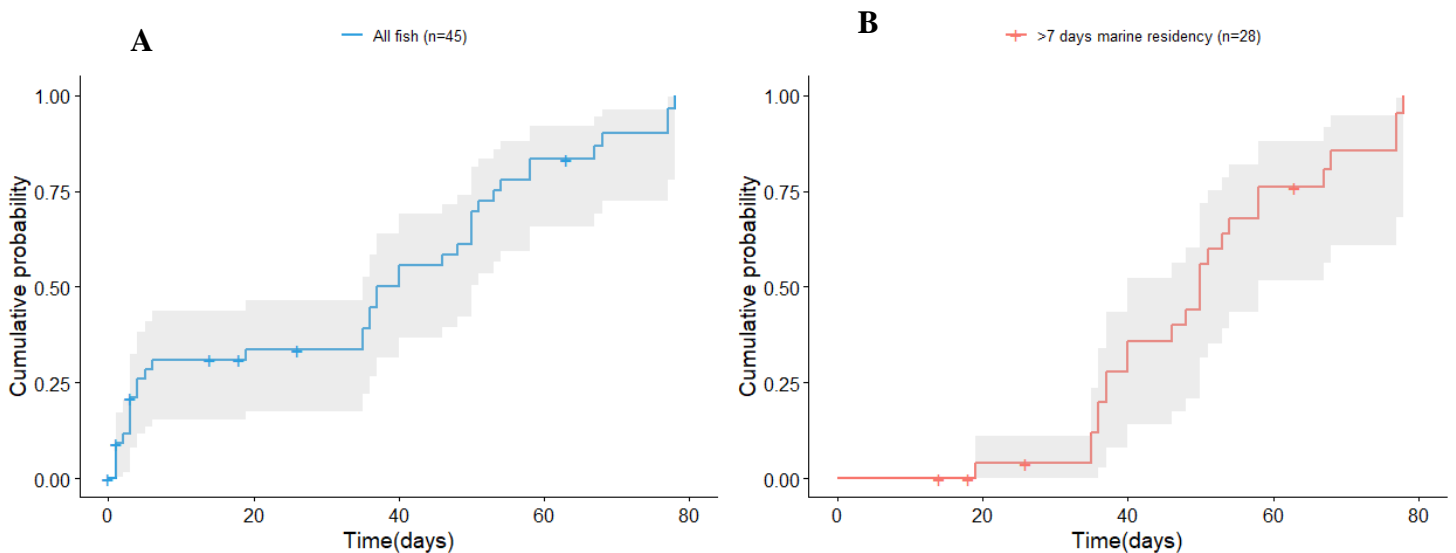 A
All fish (n=45)
1.00
0.75
0.50
0.25
0.00
Cumulative probability
0
20
40
60
80
Time(days)
B
>7 days marine residency (n=28)
1.00
0.75
0.50
0.25
0.00
Cumulative probability
0
20
40
60
80
Time(days)